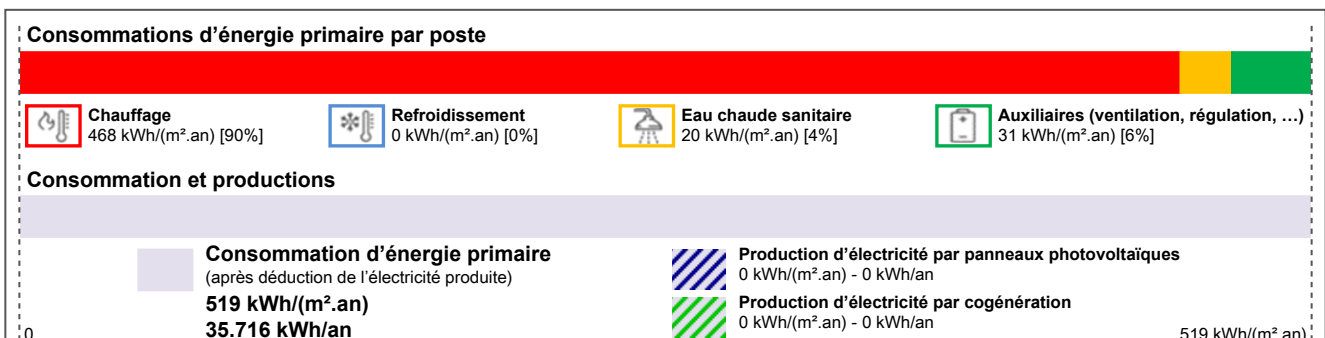 Consommations d’énergie primaire par poste
Chauffage
468 kWh/(m².an) [90%]
Refroidissement
0 kWh/(m².an) [0%]
Eau chaude sanitaire
20 kWh/(m².an) [4%]
Auxiliaires (ventilation, régulation, …)
31 kWh/(m².an) [6%]
Consommation et productions
Consommation d’énergie primaire
(après déduction de l’électricité produite)
519 kWh/(m².an)
35.716 kWh/an
Production d’électricité par panneaux photovoltaïques
0 kWh/(m².an) - 0 kWh/an
Production d’électricité par cogénération
0 kWh/(m².an) - 0 kWh/an
0
519 kWh/(m².an)